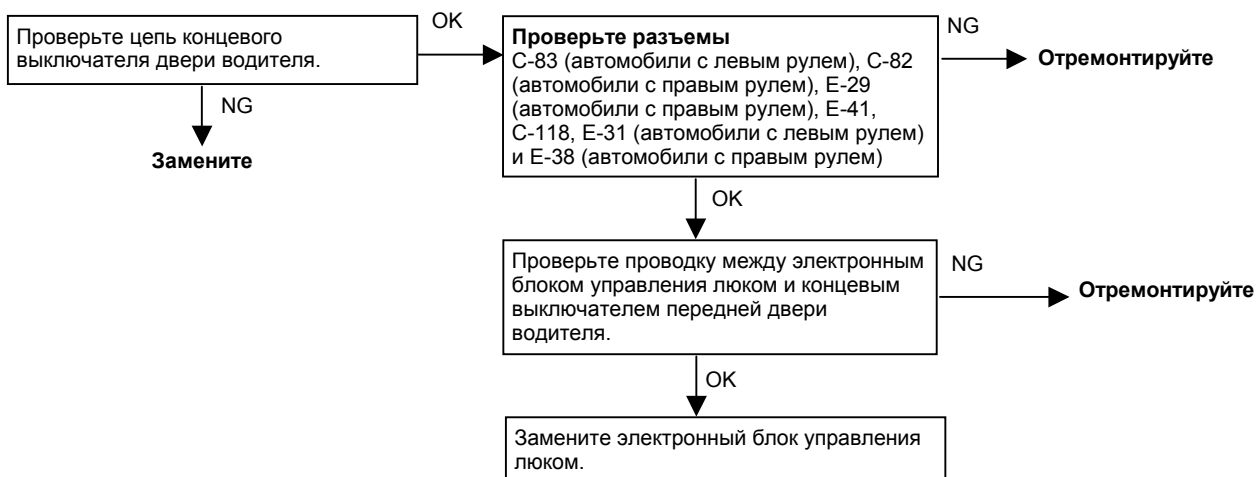 Проверьте цепь концевого
выключателя двери водителя.
OK
NG
Замените
Проверьте разъемы
C-83 (автомобили с левым рулем), C-82
(автомобили с правым рулем), E-29
(автомобили с правым рулем), E-41,
C-118, E-31 (автомобили с левым рулем)
и E-38 (автомобили с правым рулем)
NG
Отремонтируйте
OK
Проверьте проводку между электронным
блоком управления люком и концевым
выключателем передней двери
водителя.
NG
Отремонтируйте
OK
Замените электронный блок управления
люком.